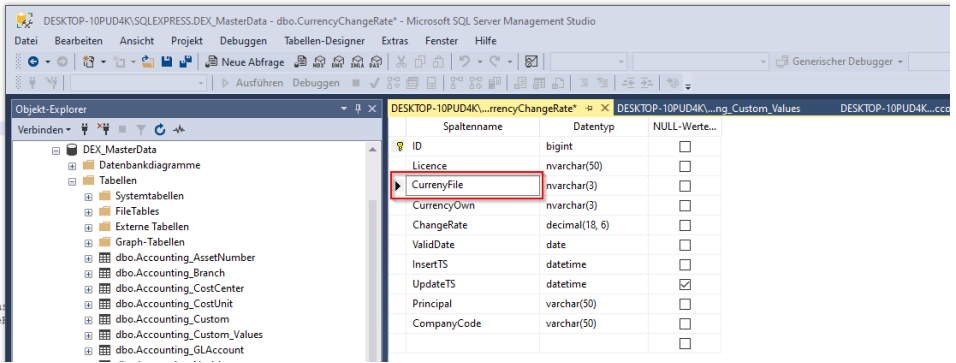 DESKTOP-10PUD4K\SQLEXPRESS.DEX_MasterData - dbo.CurrencyChangeRate* - Microsoft SQL Server Management Studio
Datei Bearbeiten Ansicht Projekt Debuggen Tabellen-Designer Extras Fenster Hilfe
Neue Abfrage Generischer Debugger
Ausführen Debuggen
Objekt-Explorer
Verbinden
DEX_MasterData
Datenbankdiagramme
Tabellen
Systemtabellen
FileTables
Externe Tabellen
Graph-Tabellen
dbo.Accounting_AssetNumber
dbo.Accounting_Branch
dbo.Accounting_CostCenter
dbo.Accounting_CostUnit
dbo.Accounting_Custom
dbo.Accounting_Custom_Values
dbo.Accounting_GLAccount
DESKTOP-10PUD4K\...rrencyChangeRate* DESKTOP-10PUD4K\...ng_Custom_Values DESKTOP-10PUD4K...cco
Spaltenname Datentyp NULL-Werte...
ID bigint
Licence nvarchar(50)
CurrenyFile nvarchar(3)
CurrencyOwn nvarchar(3)
ChangeRate decimal(18, 6)
ValidDate date
InsertTS datetime
UpdateTS datetime
Principal varchar(50)
CompanyCode varchar(50)